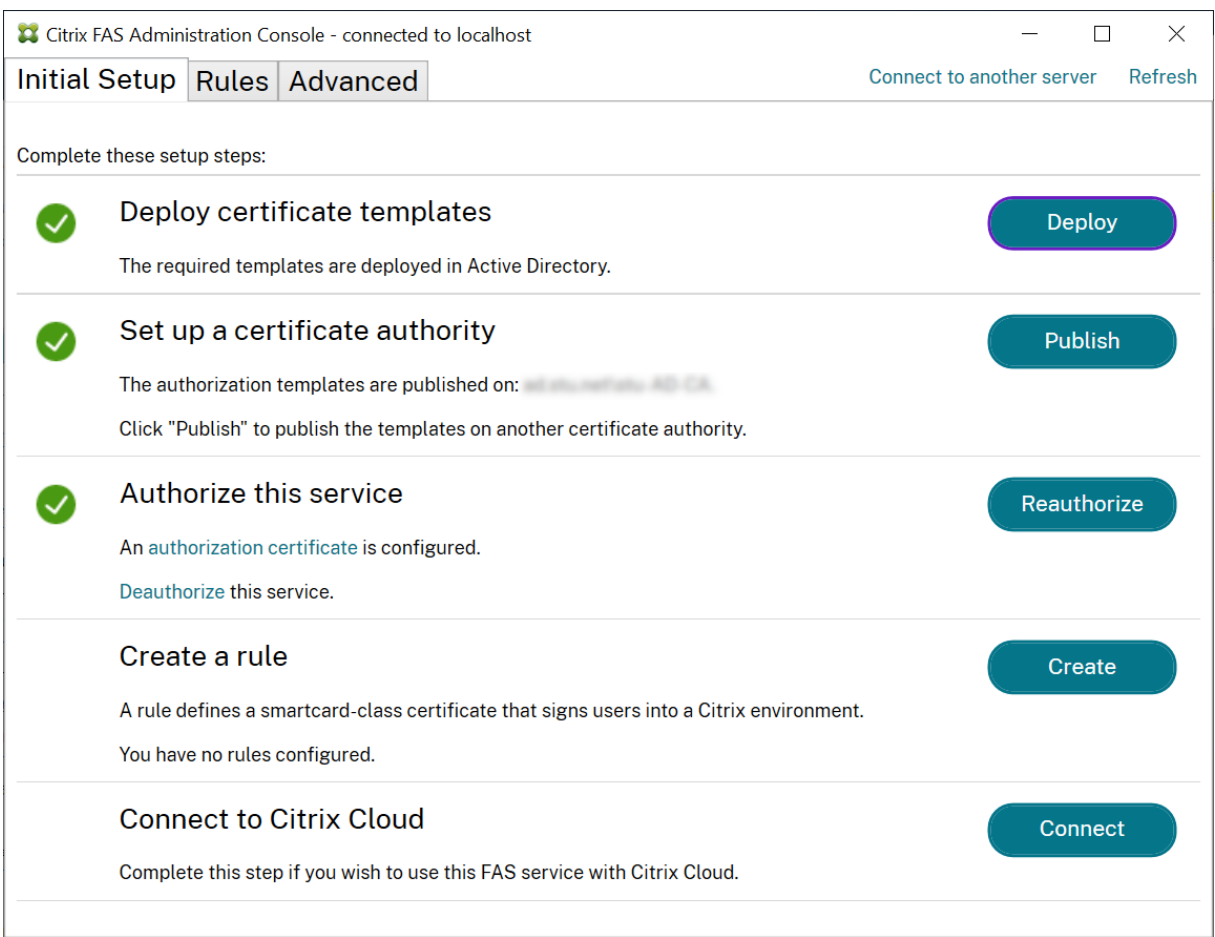 Citrix FAS Administration Console - connected to localhost
Initial Setup Rules Advanced Connect to another server Refresh
Complete these setup steps:
Deploy certificate templates
Deploy
The required templates are deployed in Active Directory.
Set up a certificate authority
Publish
The authorization templates are published on:
Click "Publish" to publish the templates on another certificate authority.
Authorize this service
Reauthorize
An authorization certificate is configured.
Deauthorize this service.
Create a rule
Create
A rule defines a smartcard-class certificate that signs users into a Citrix environment.
You have no rules configured.
Connect to Citrix Cloud
Connect
Complete this step if you wish to use this FAS service with Citrix Cloud.